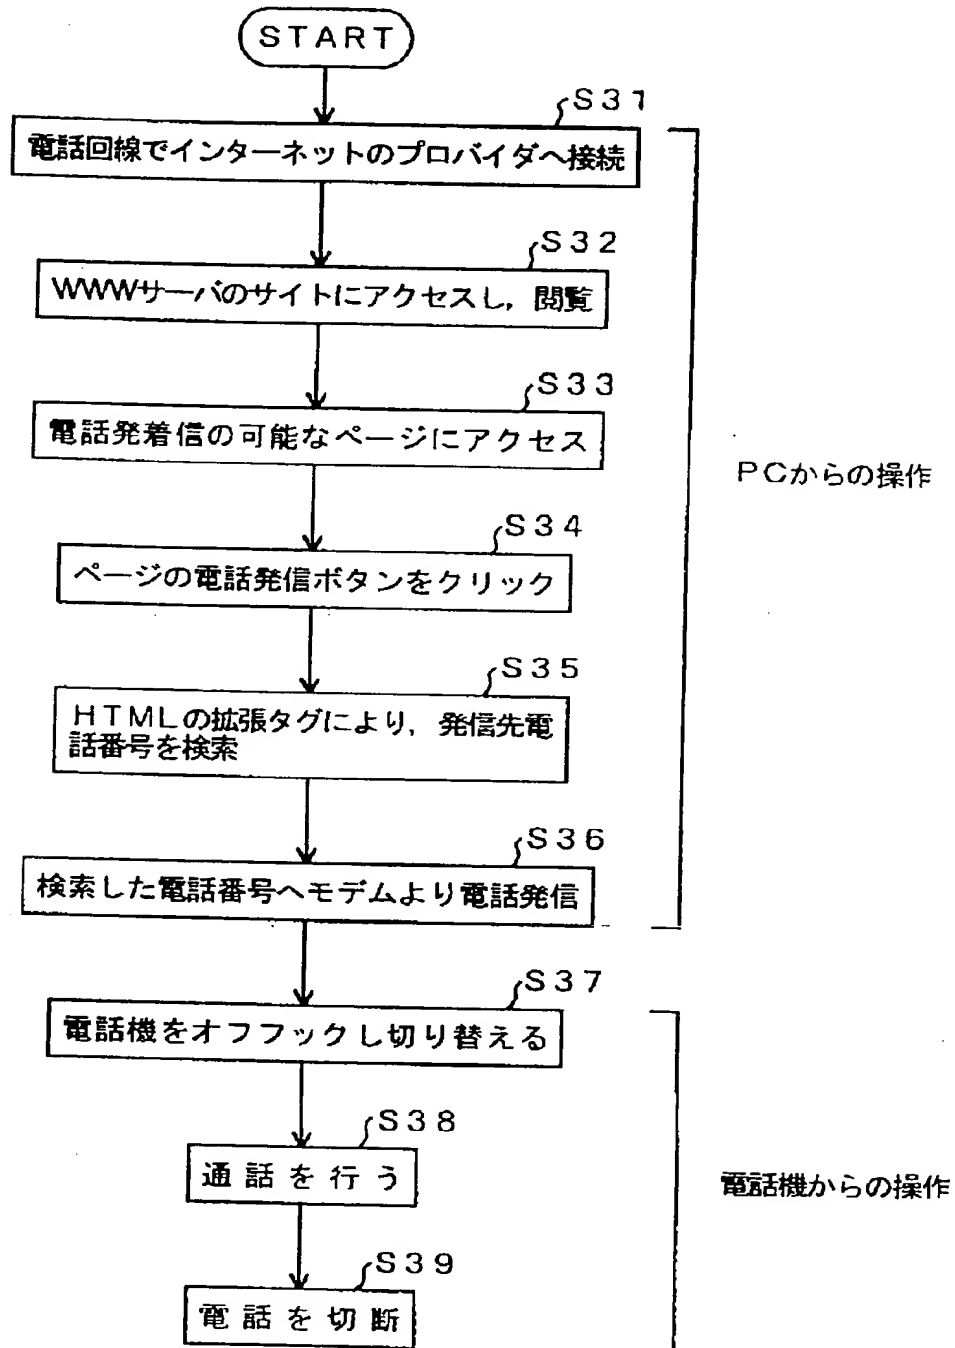 START
S31
電話回線でインターネットのプロバイダへ接続
S32
WWWサーバのサイトにアクセスし，閲覧
S33
電話発着信の可能なページにアクセス
PCからの操作
S34
ページの電話発信ボタンをクリック
S35
HTMLの拡張タグにより，発信先電
話番号を検索
S36
検索した電話番号へモデムより電話発信
S37
電話機をオフフックし切り替える
S38
通話を行う
電話機からの操作
S39
電話を切断